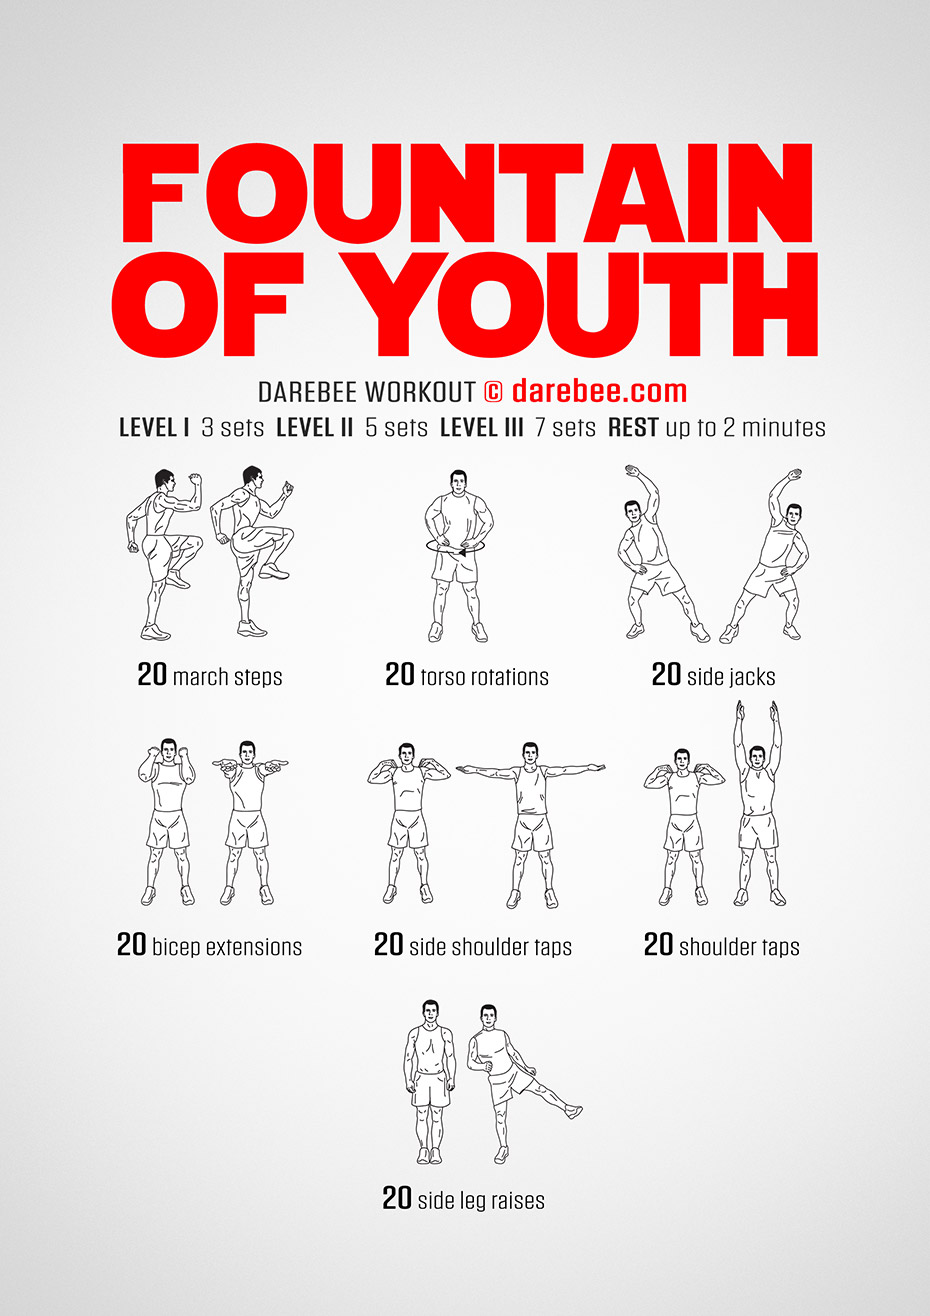 FOUNTAIN
OF YOUTH
DAREBEE WORKOUT © darebee.com
LEVEL I 3 sets LEVEL II 5 sets LEVEL III 7 sets REST up to 2 minutes
20 march steps
20 torso rotations
20 side jacks
20 bicep extensions
20 side shoulder taps
20 shoulder taps
20 side leg raises